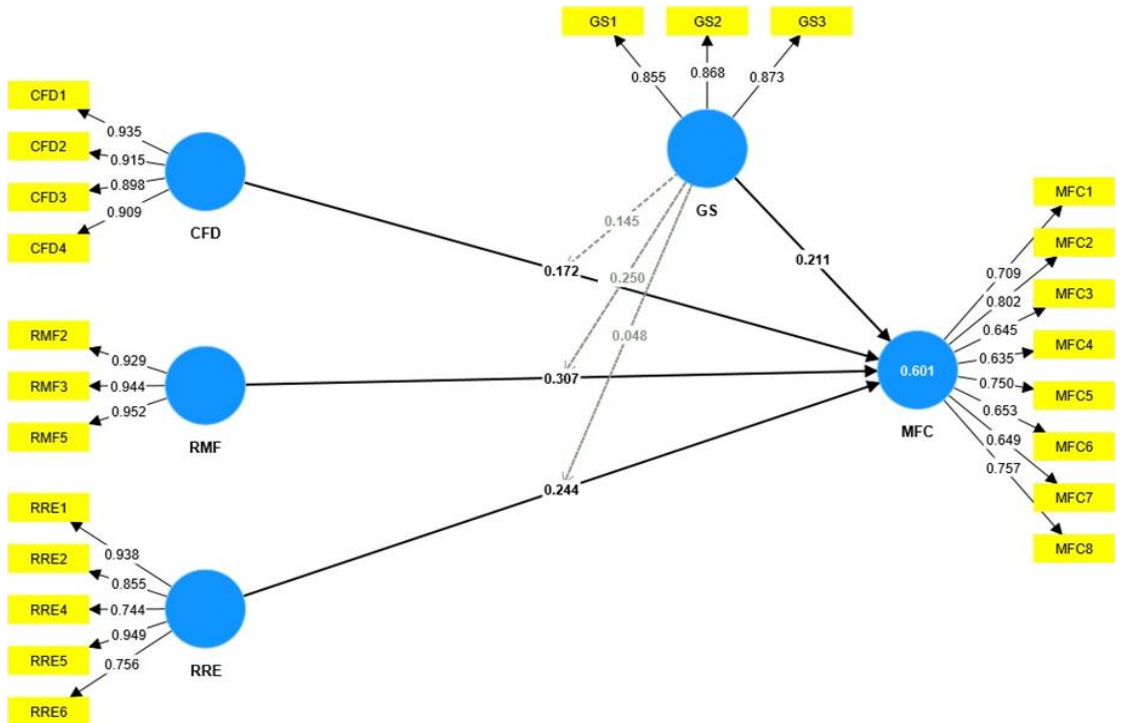 GS1 GS2 GS3
0.855 0.868 0.873
GS
CFD1
CFD2
CFD3
CFD4
0.935
0.915
0.898
0.909
CFD
RMF2
RMF3
RMF5
0.929
0.944
0.952
RMF
RRE1
RRE2
RRE4
RRE5
RRE6
0.938
0.855
0.744
0.949
0.756
RRE
0.145
0.172
0.250
0.048
0.307
0.244
0.211
0.601
MFC
0.709
0.802
0.645
0.635
0.750
0.653
0.649
0.757
MFC1
MFC2
MFC3
MFC4
MFC5
MFC6
MFC7
MFC8